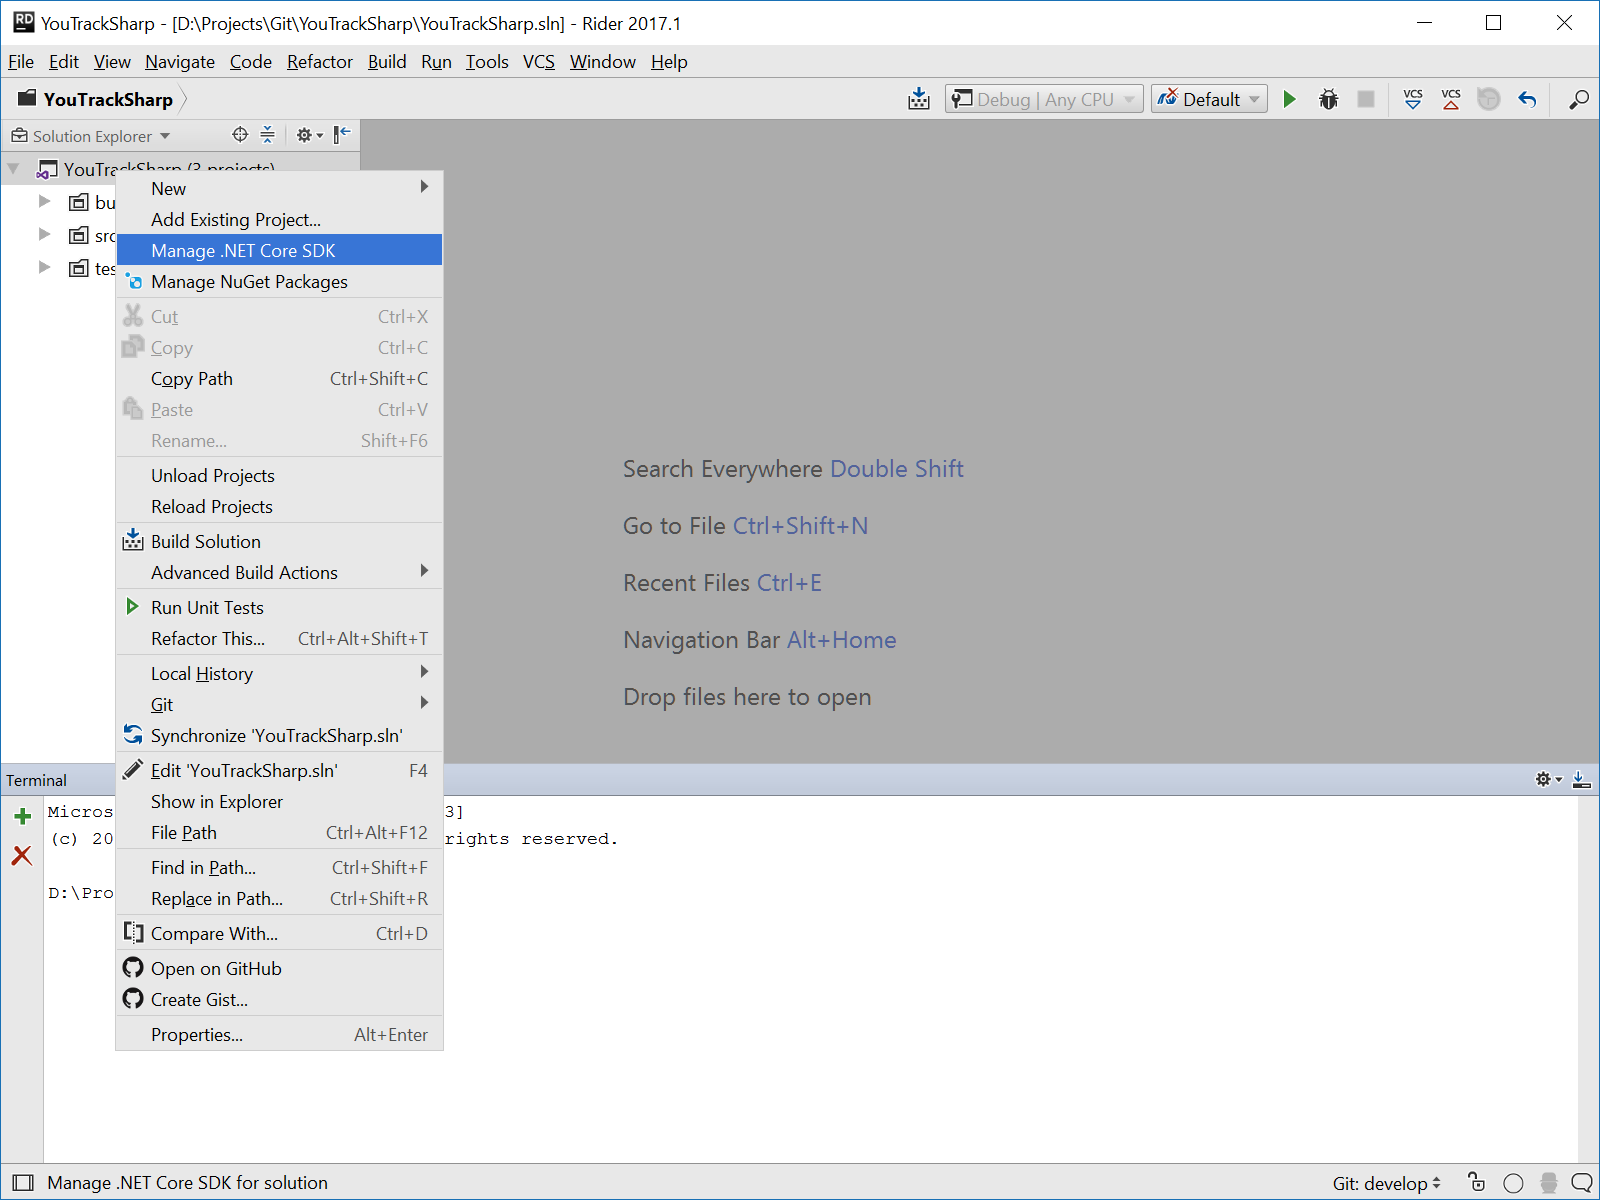 RD YouTrackSharp - [D:\Projects\Git\YouTrackSharp\YouTrackSharp.sln] - Rider 2017.1
File Edit View Navigate Code Refactor Build Run Tools VCS Window Help
YouTrackSharp Debug | Any CPU Default VCS VCS
Solution Explorer
YouTrackSharp (3 projects)
bu
src
tes
New
Add Existing Project...
Manage .NET Core SDK
Manage NuGet Packages
Cut Ctrl+X
Copy Ctrl+C
Copy Path Ctrl+Shift+C
Paste Ctrl+V
Rename... Shift+F6
Unload Projects
Reload Projects
Build Solution
Advanced Build Actions
Run Unit Tests
Refactor This... Ctrl+Alt+Shift+T
Local History
Git
Synchronize 'YouTrackSharp.sln'
Edit 'YouTrackSharp.sln' F4
Show in Explorer
File Path Ctrl+Alt+F12
Find in Path... Ctrl+Shift+F
Replace in Path... Ctrl+Shift+R
Compare With... Ctrl+D
Open on GitHub
Create Gist...
Properties... Alt+Enter
Search Everywhere Double Shift
Go to File Ctrl+Shift+N
Recent Files Ctrl+E
Navigation Bar Alt+Home
Drop files here to open
Terminal
Micros 3]
(c) 20 rights reserved.
D:\Pro
Manage .NET Core SDK for solution Git: develop